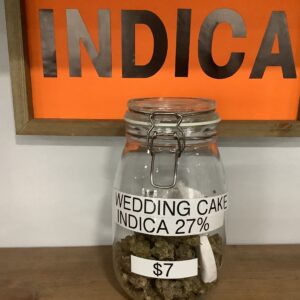 INDICA
WEDDING CAKE
INDICA 27%
$7